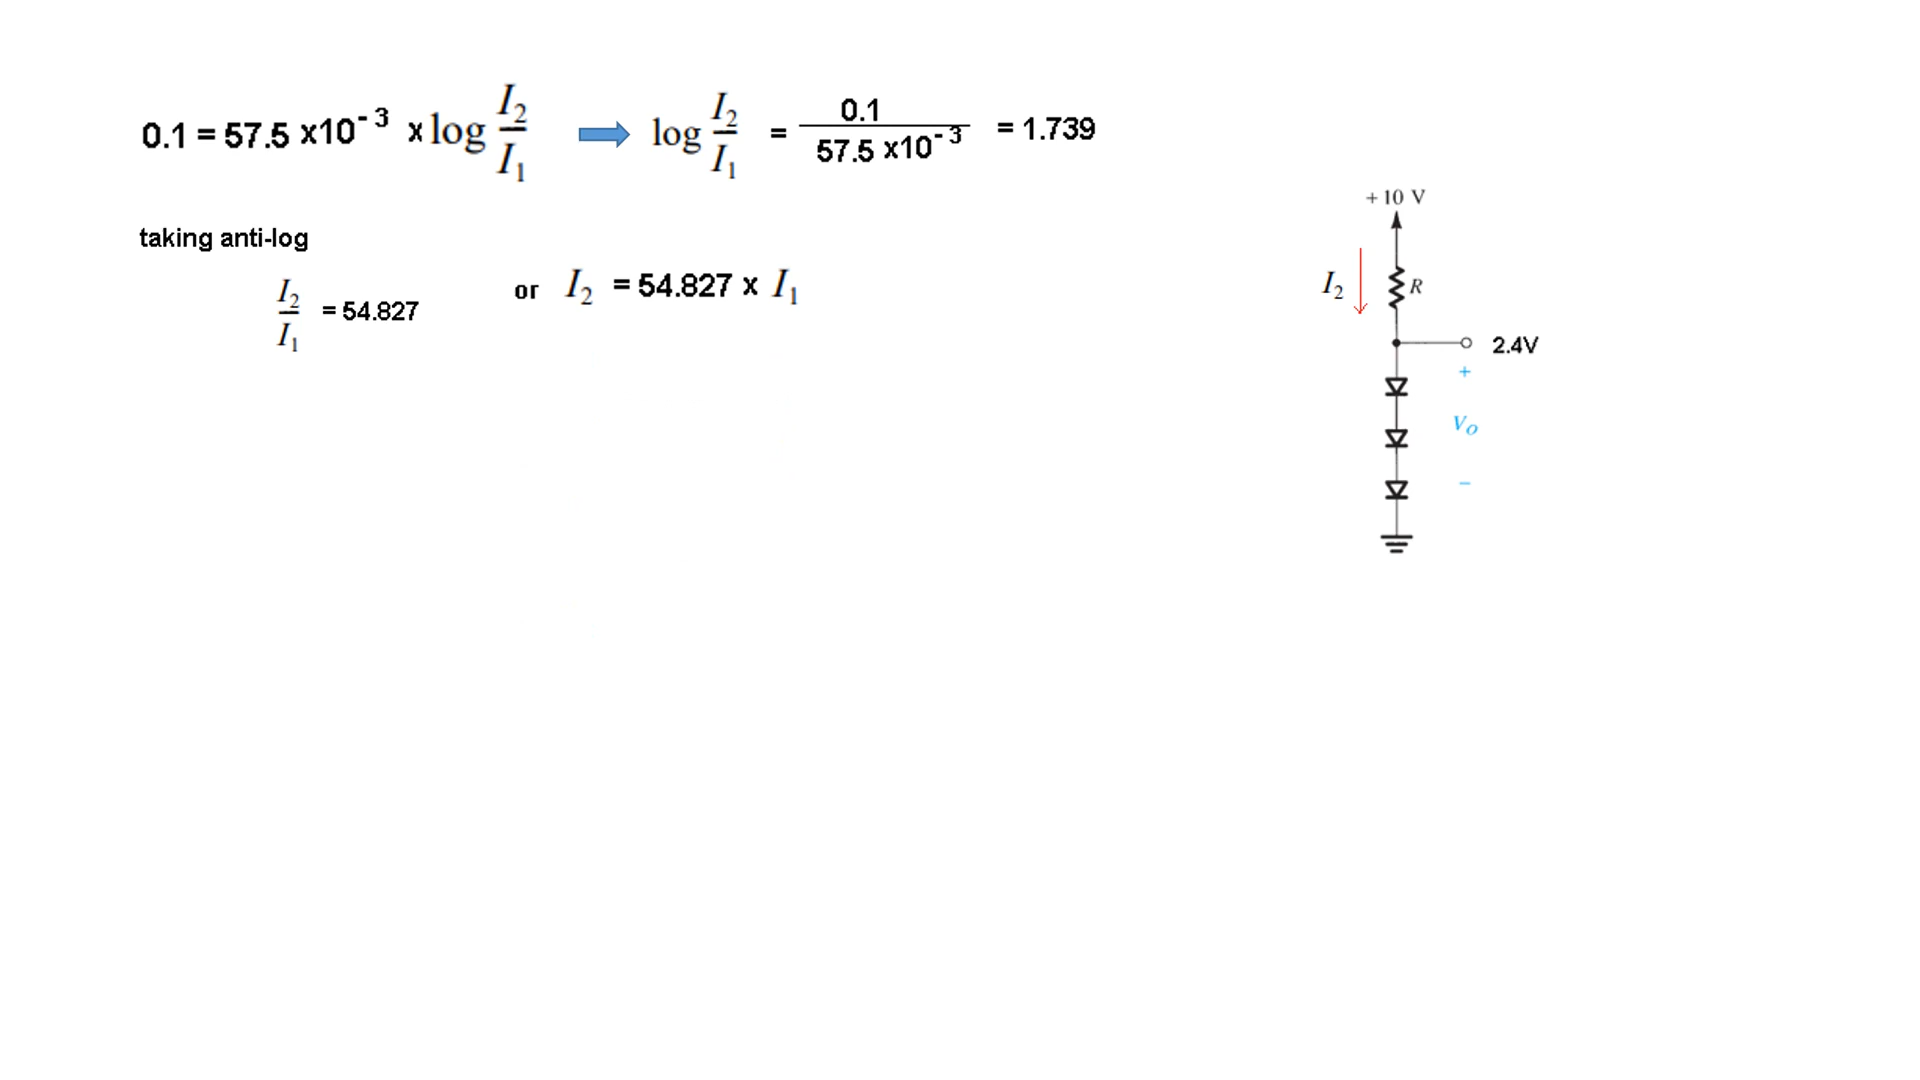 0.1 = 57.5 x10⁻³ x log I₂/I₁ log I₂/I₁ = 0.1/57.5 x10⁻³ = 1.739
taking anti-log
I₂/I₁ = 54.827 or I₂ = 54.827 x I₁
+ 10 V
I₂ R
2.4V
+
V_O
−